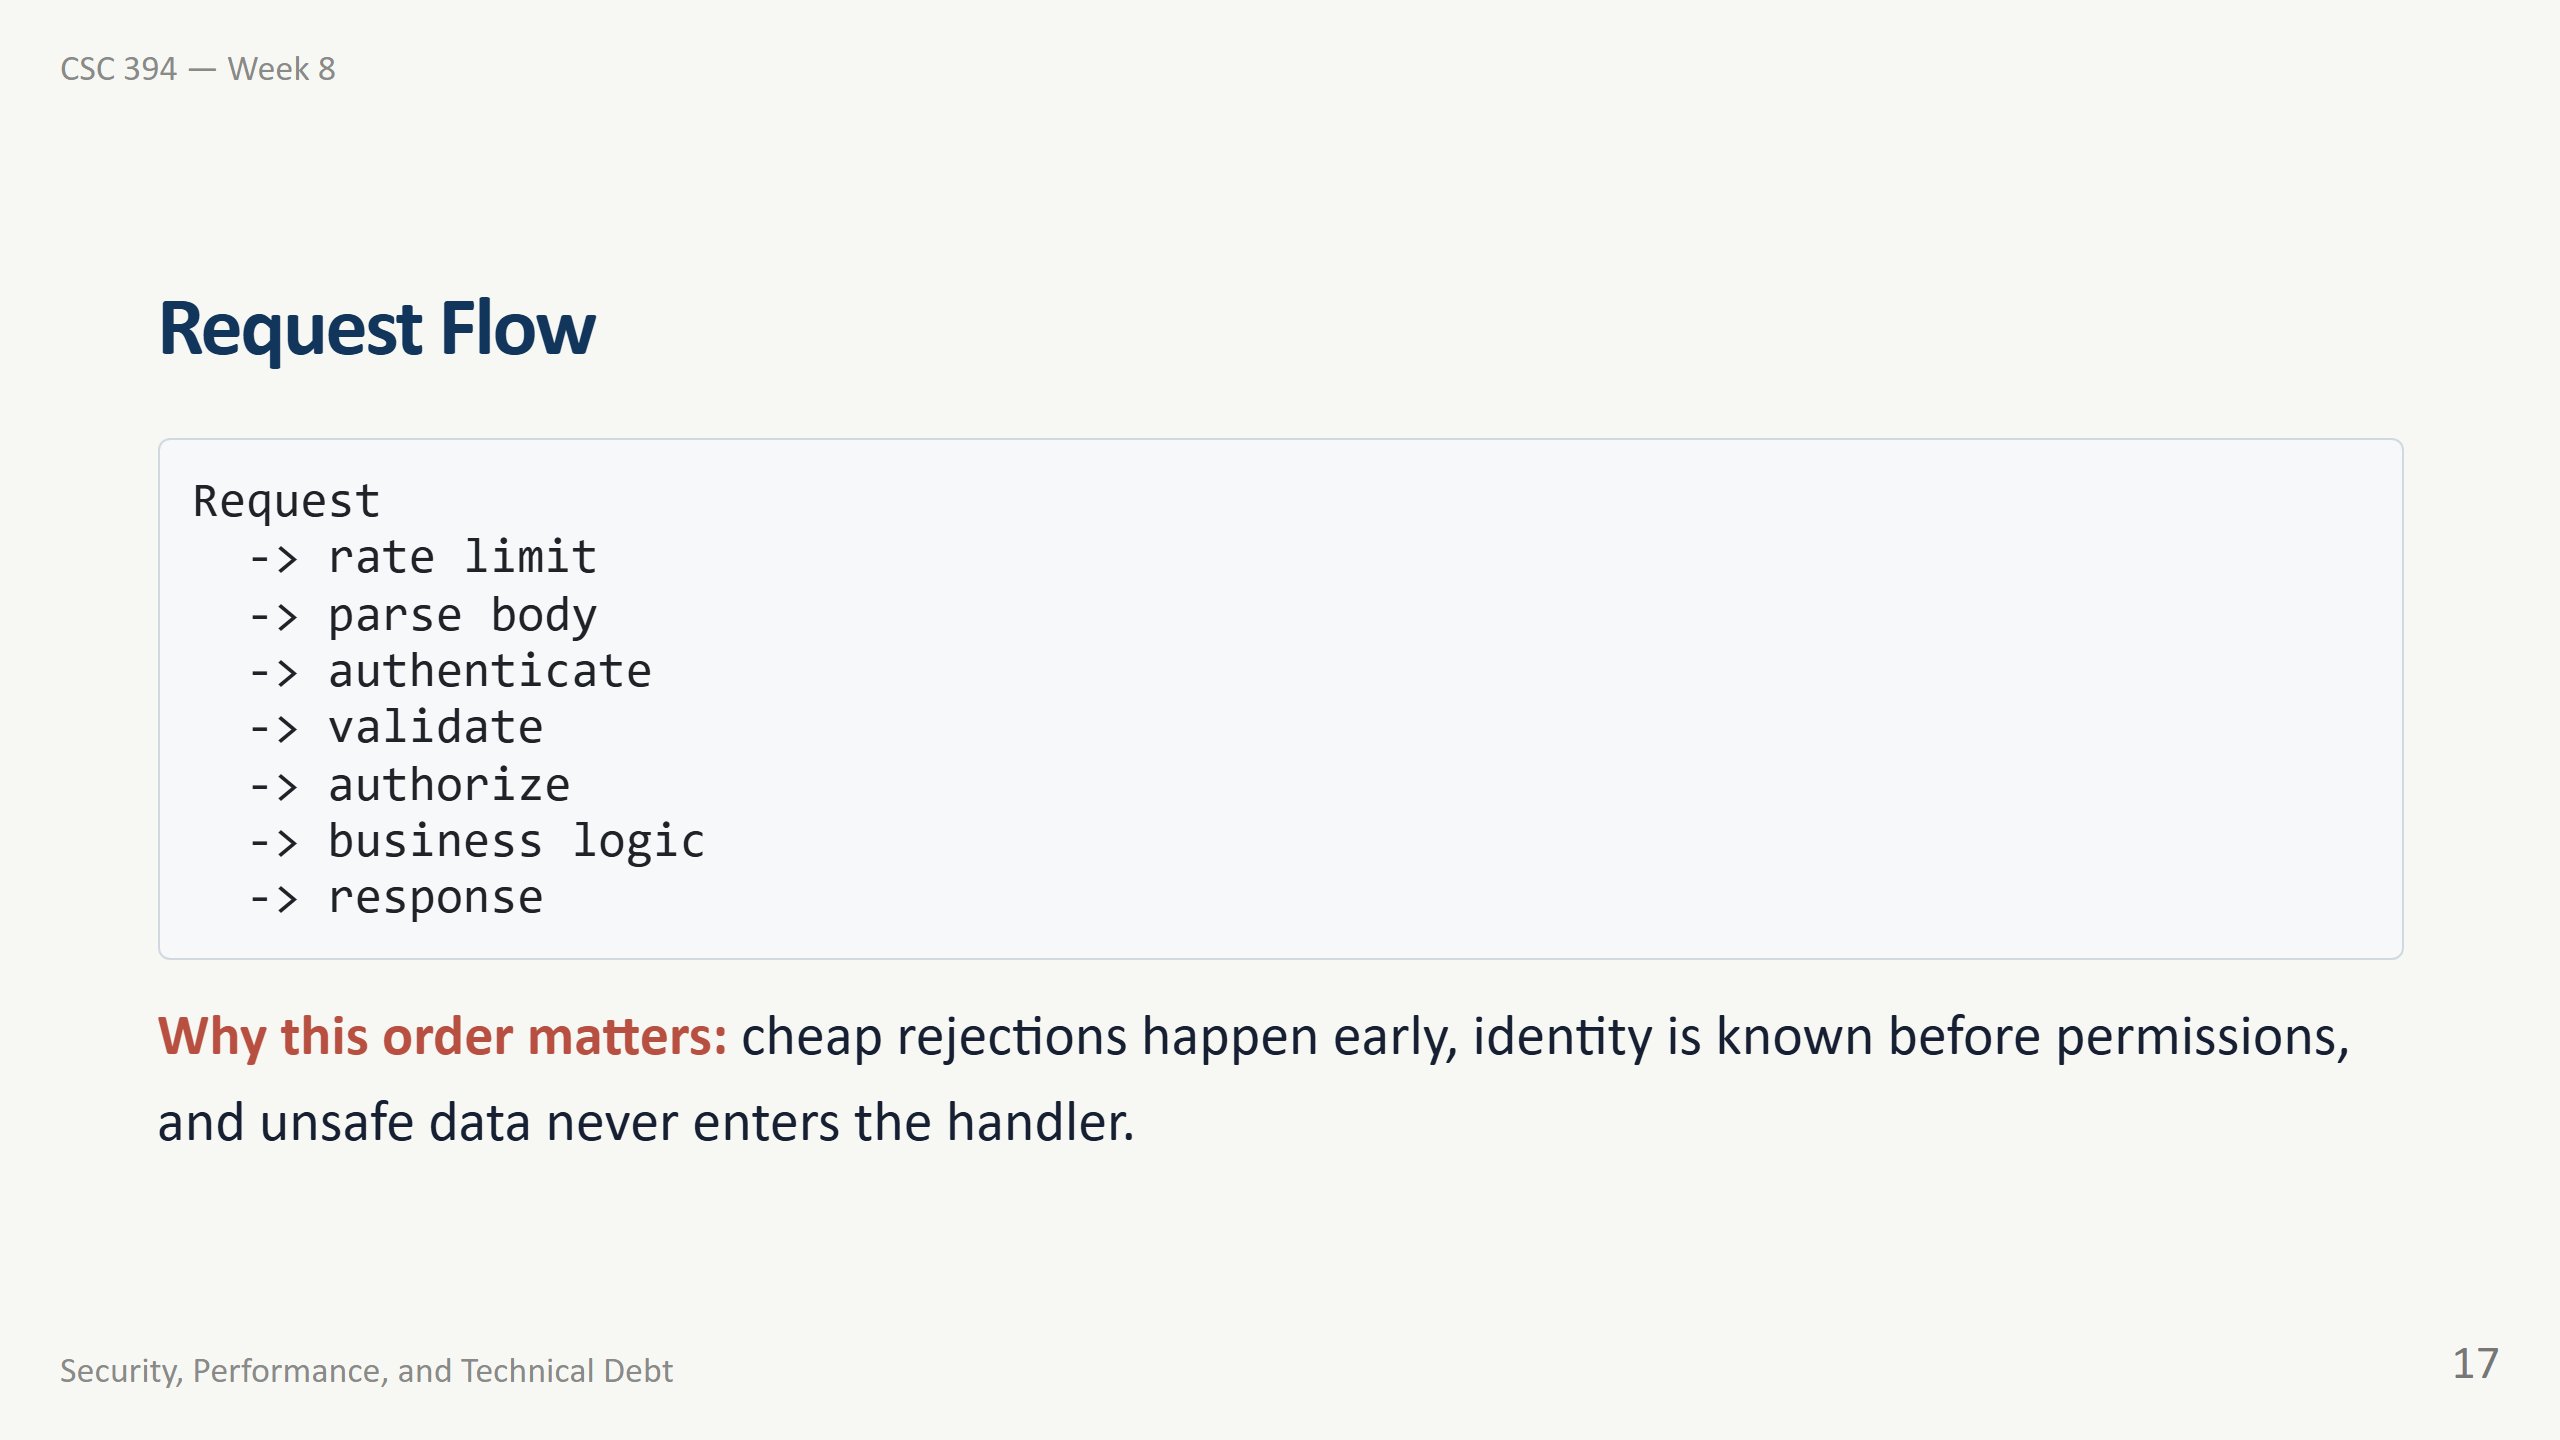 CSC 394 — Week 8
Request Flow
Request
  -> rate limit
  -> parse body
  -> authenticate
  -> validate
  -> authorize
  -> business logic
  -> response
Why this order matters: cheap rejections happen early, identity is known before permissions,
and unsafe data never enters the handler.
Security, Performance, and Technical Debt
17